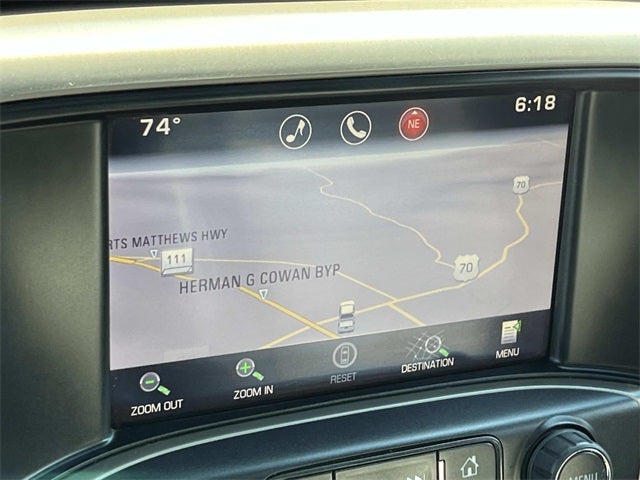 74° NE 6:18
70
RTS MATTHEWS HWY
111
70
HERMAN G COWAN BYP
ZOOM OUT ZOOM IN RESET DESTINATION MENU
MENU